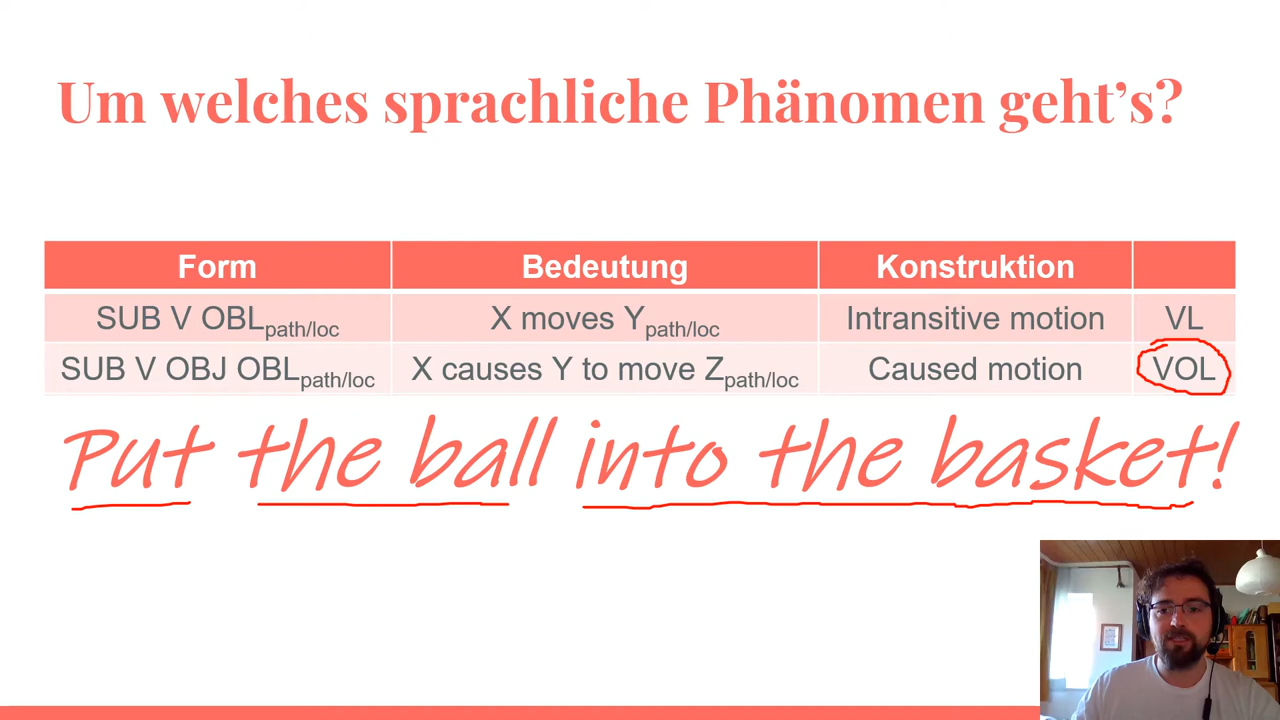 Um welches sprachliche Phänomen geht’s?
Form Bedeutung Konstruktion
SUB V OBLpath/loc X moves Ypath/loc Intransitive motion VL
SUB V OBJ OBLpath/loc X causes Y to move Zpath/loc Caused motion VOL
Put the ball into the basket!